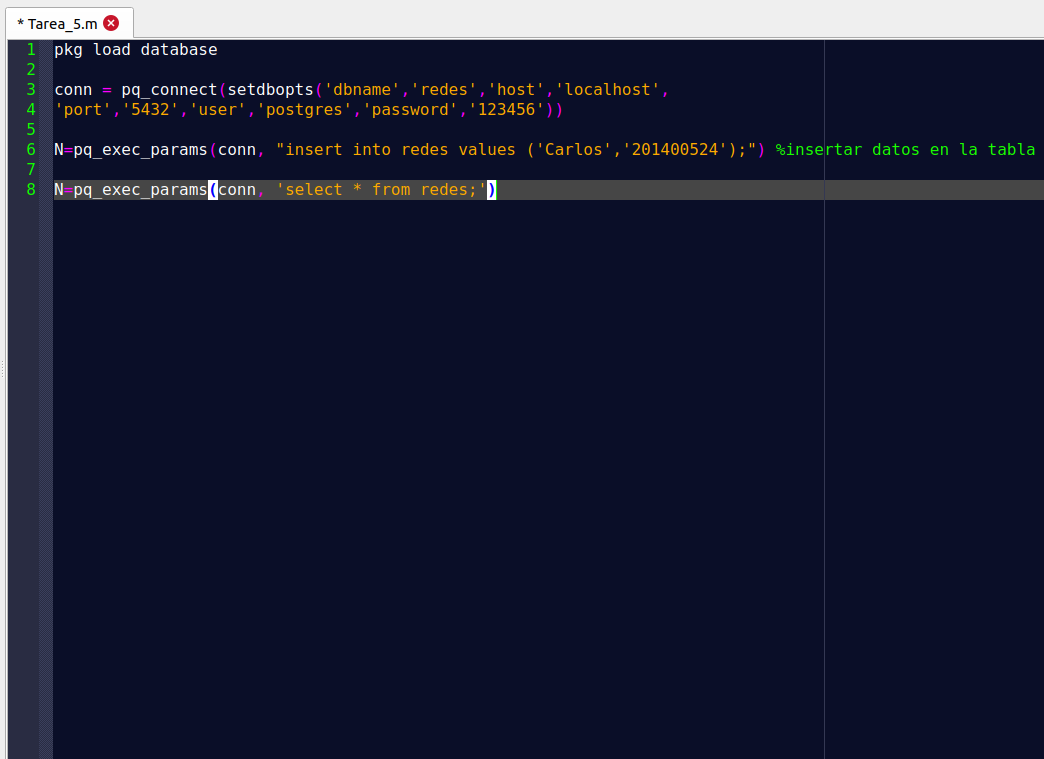 * Tarea_5.m
1 pkg load database
2
3 conn = pq_connect(setdbopts('dbname','redes','host','localhost',
4 'port','5432','user','postgres','password','123456'))
5
6 N=pq_exec_params(conn, "insert into redes values ('Carlos','201400524');") %insertar datos en la tabla
7
8 N=pq_exec_params(conn, 'select * from redes;')